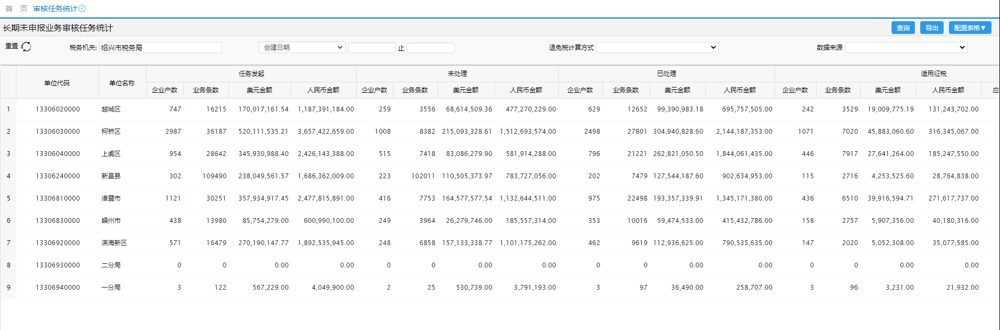 首 页 审核任务统计
长期未申报业务审核任务统计 查询 导出 配置表格▼
重置 税务机关: 绍兴市税务局 创建日期 止 退免税计算方式 数据来源
单位代码 单位名称 任务发起 未处理 已处理 适用征税
企业户数 业务条数 美元金额 人民币金额 企业户数 业务条数 美元金额 人民币金额 企业户数 业务条数 美元金额 人民币金额 企业户数 业务条数 美元金额 人民币金额
1 13306020000 越城区 747 16215 170,017,161.54 1,187,391,184.00 259 3556 68,614,509.36 477,270,229.00 629 12652 99,390,983.18 695,757,505.00 242 3529 19,009,775.19 131,243,702.00
2 13306030000 柯桥区 2987 36187 520,111,535.21 3,657,422,659.00 1008 8382 215,093,328.61 1,512,693,574.00 2498 27801 304,940,828.60 2,144,187,353.00 1071 7020 45,883,060.60 316,345,067.00
3 13306040000 上虞区 954 28642 345,930,988.40 2,426,143,388.00 515 7418 83,086,279.90 581,914,288.00 796 21221 262,821,050.50 1,844,061,435.00 446 7917 27,641,264.00 185,247,550.00
4 13306240000 新昌县 302 109490 238,049,561.57 1,686,362,009.00 223 102011 110,505,373.97 783,727,056.00 202 7479 127,544,187.60 902,634,953.00 115 2716 4,253,525.60 28,764,838.00
5 13306810000 诸暨市 1121 30251 357,934,917.45 2,477,815,891.00 416 7753 164,577,577.54 1,132,644,511.00 975 22498 193,357,339.91 1,345,171,380.00 436 6510 39,916,594.71 271,617,737.00
6 13306830000 嵊州市 438 13980 85,754,279.00 600,990,100.00 249 3964 26,279,746.00 185,557,314.00 353 10016 59,474,533.00 415,432,786.00 158 2757 5,907,356.00 40,180,316.00
7 13306920000 滨海新区 571 16479 270,190,147.77 1,892,535,945.00 248 6858 157,133,338.77 1,101,175,262.00 462 9619 112,936,625.00 790,535,635.00 147 2020 5,052,308.00 35,077,585.00
8 13306930000 二分局 0 0 0.00 0.00 0 0 0.00 0.00 0 0 0.00 0.00 0 0 0.00 0.00
9 13306940000 一分局 3 122 567,229.00 4,049,900.00 2 25 530,739.00 3,791,193.00 3 97 36,490.00 258,707.00 3 96 3,231.00 21,932.00